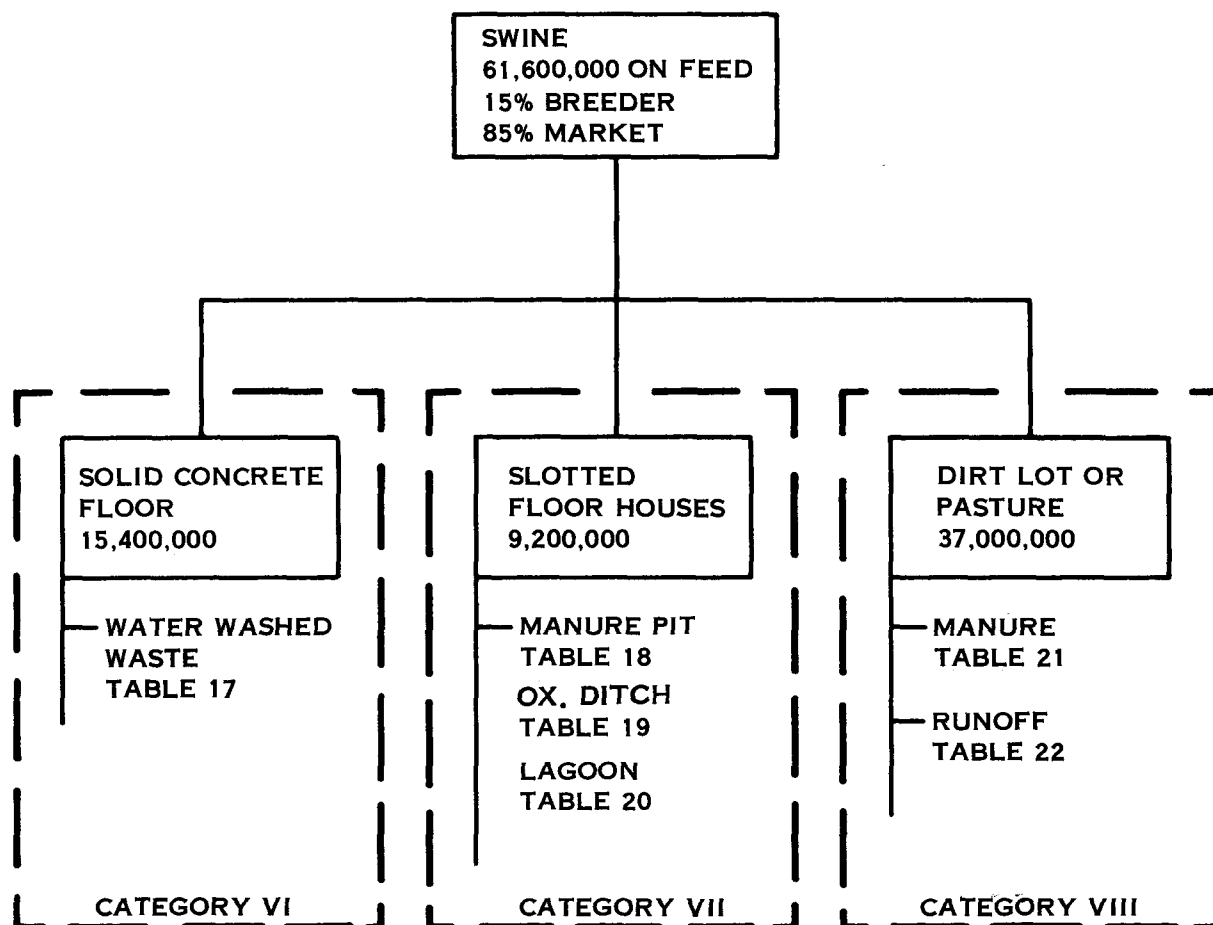 SWINE
61,600,000 ON FEED
15% BREEDER
85% MARKET
SOLID CONCRETE
FLOOR
15,400,000
WATER WASHED
WASTE
TABLE 17
CATEGORY VI
SLOTTED
FLOOR HOUSES
9,200,000
MANURE PIT
TABLE 18
OX. DITCH
TABLE 19
LAGOON
TABLE 20
CATEGORY VII
DIRT LOT OR
PASTURE
37,000,000
MANURE
TABLE 21
RUNOFF
TABLE 22
CATEGORY VIII